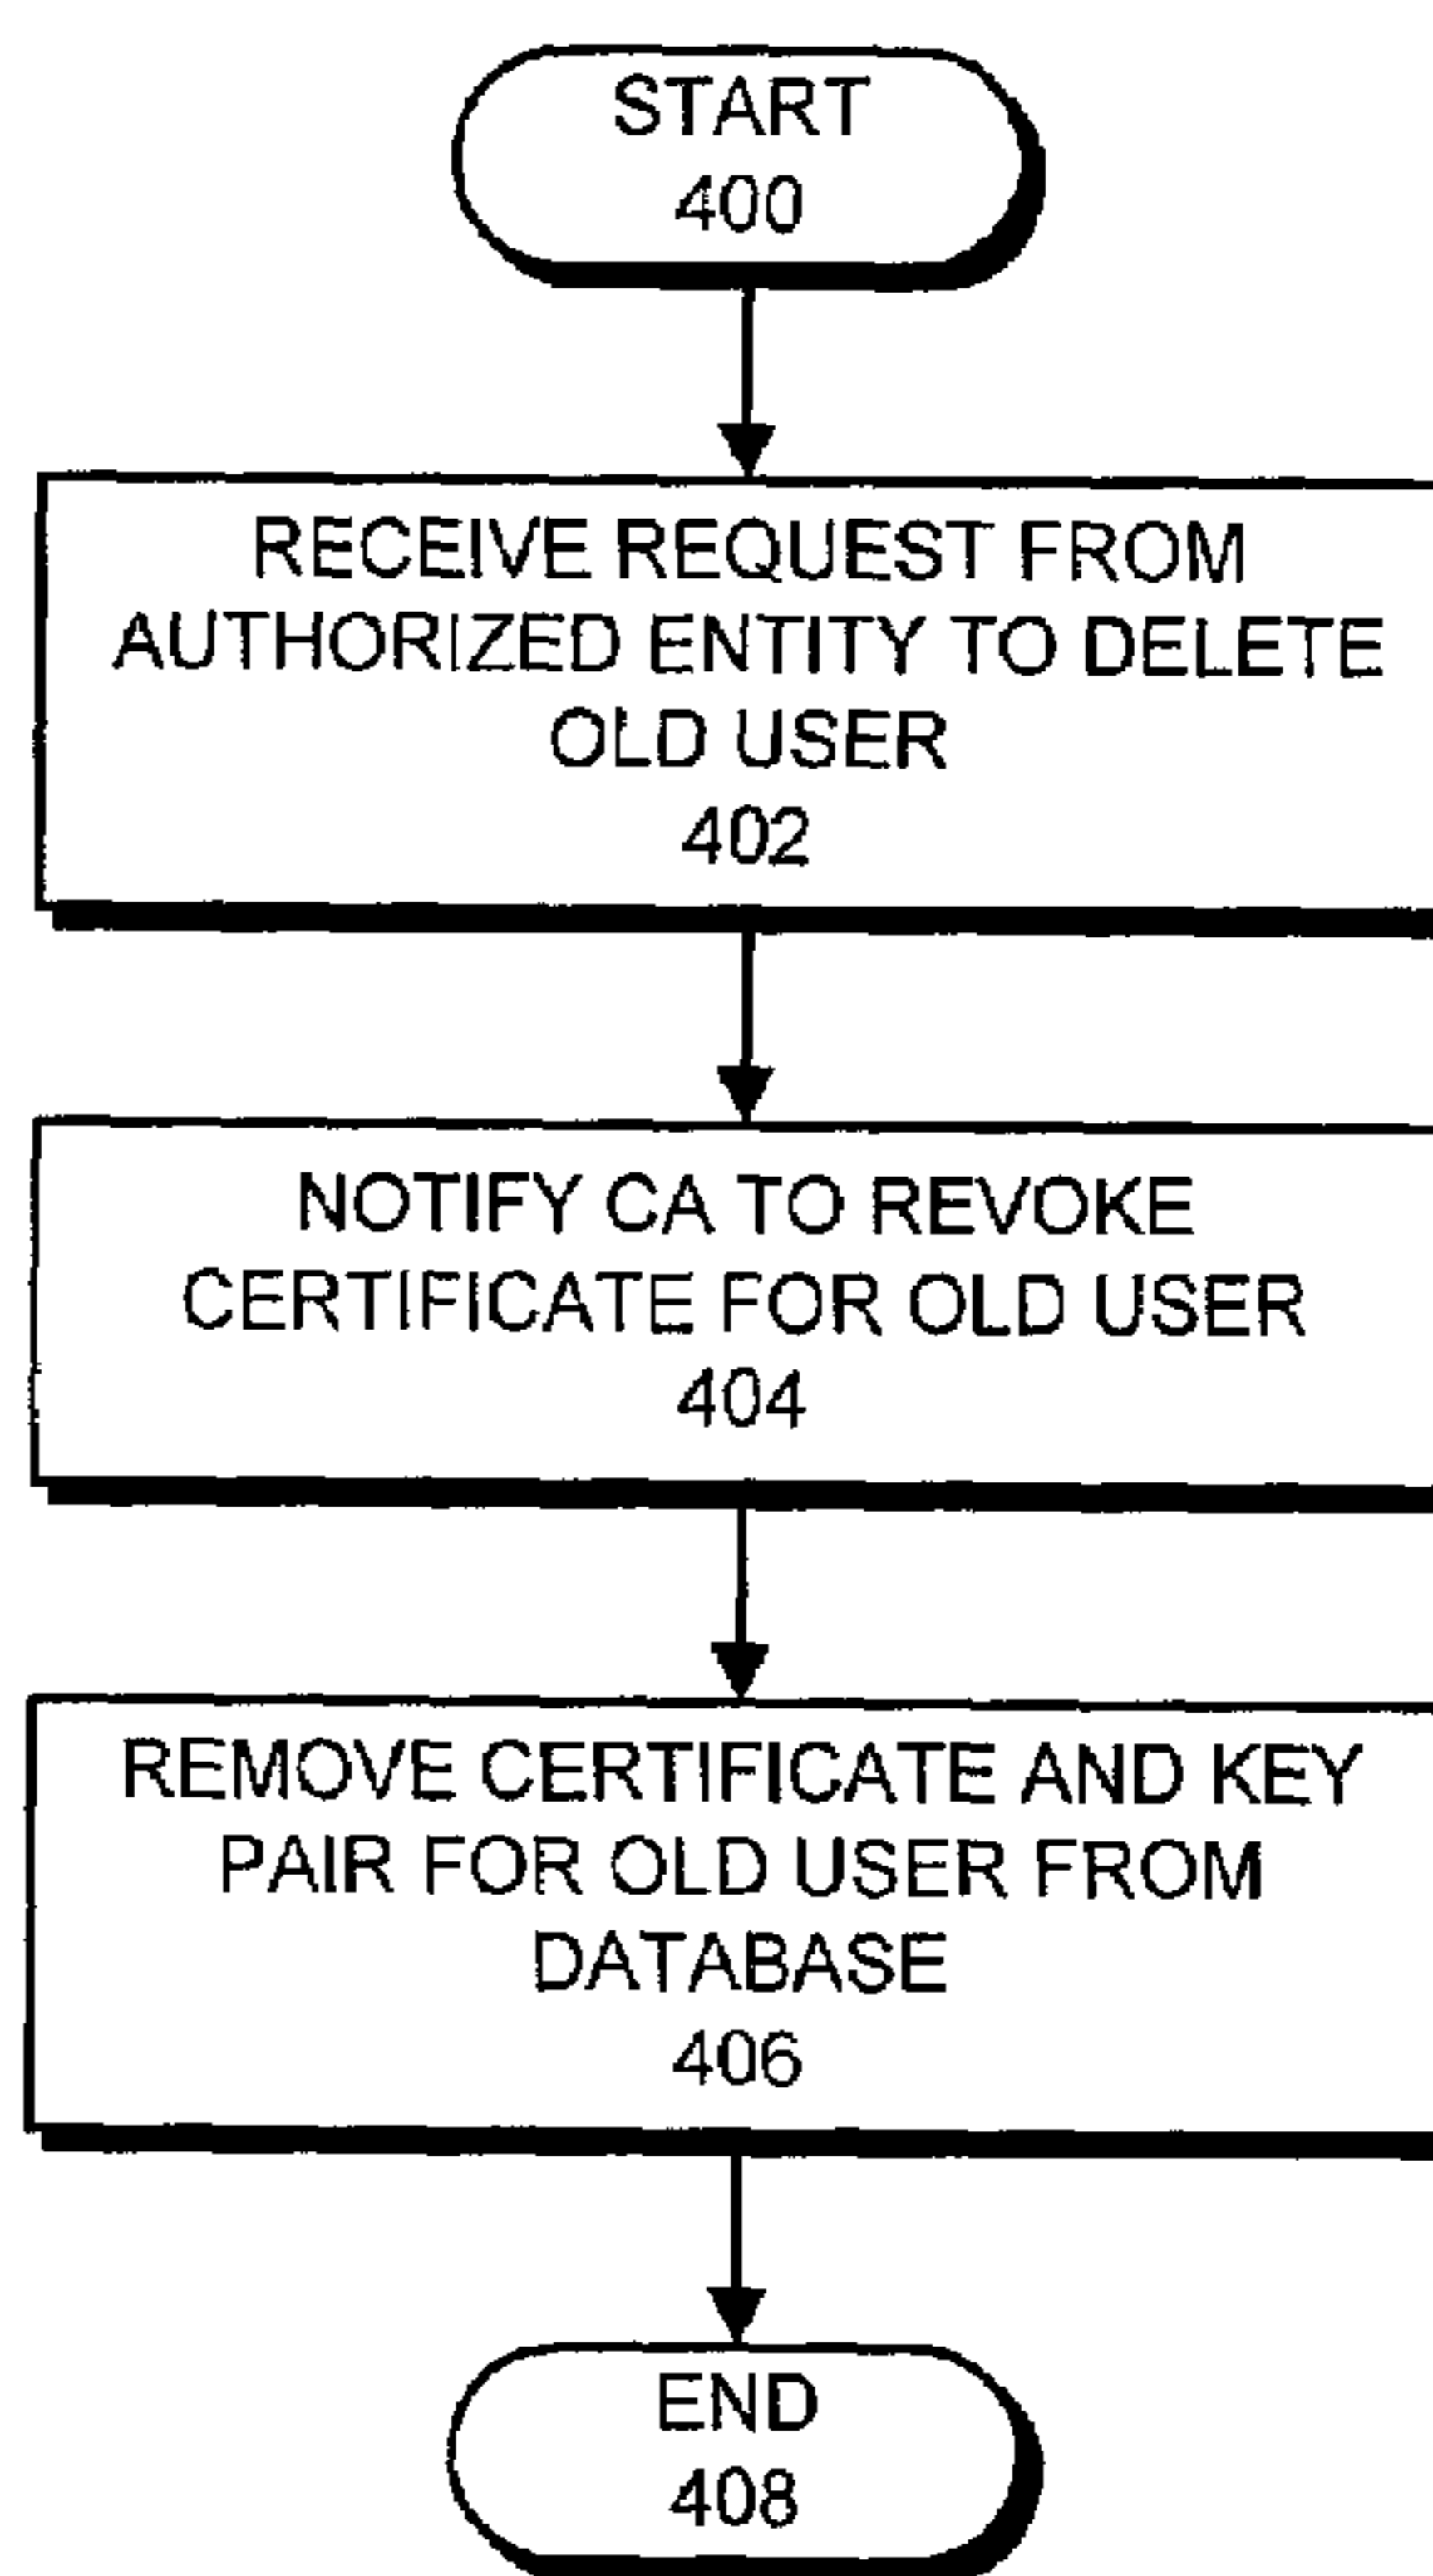 START
400
RECEIVE REQUEST FROM
AUTHORIZED ENTITY TO DELETE
OLD USER
402
NOTIFY CA TO REVOKE
CERTIFICATE FOR OLD USER
404
REMOVE CERTIFICATE AND KEY
PAIR FOR OLD USER FROM
DATABASE
406
END
408